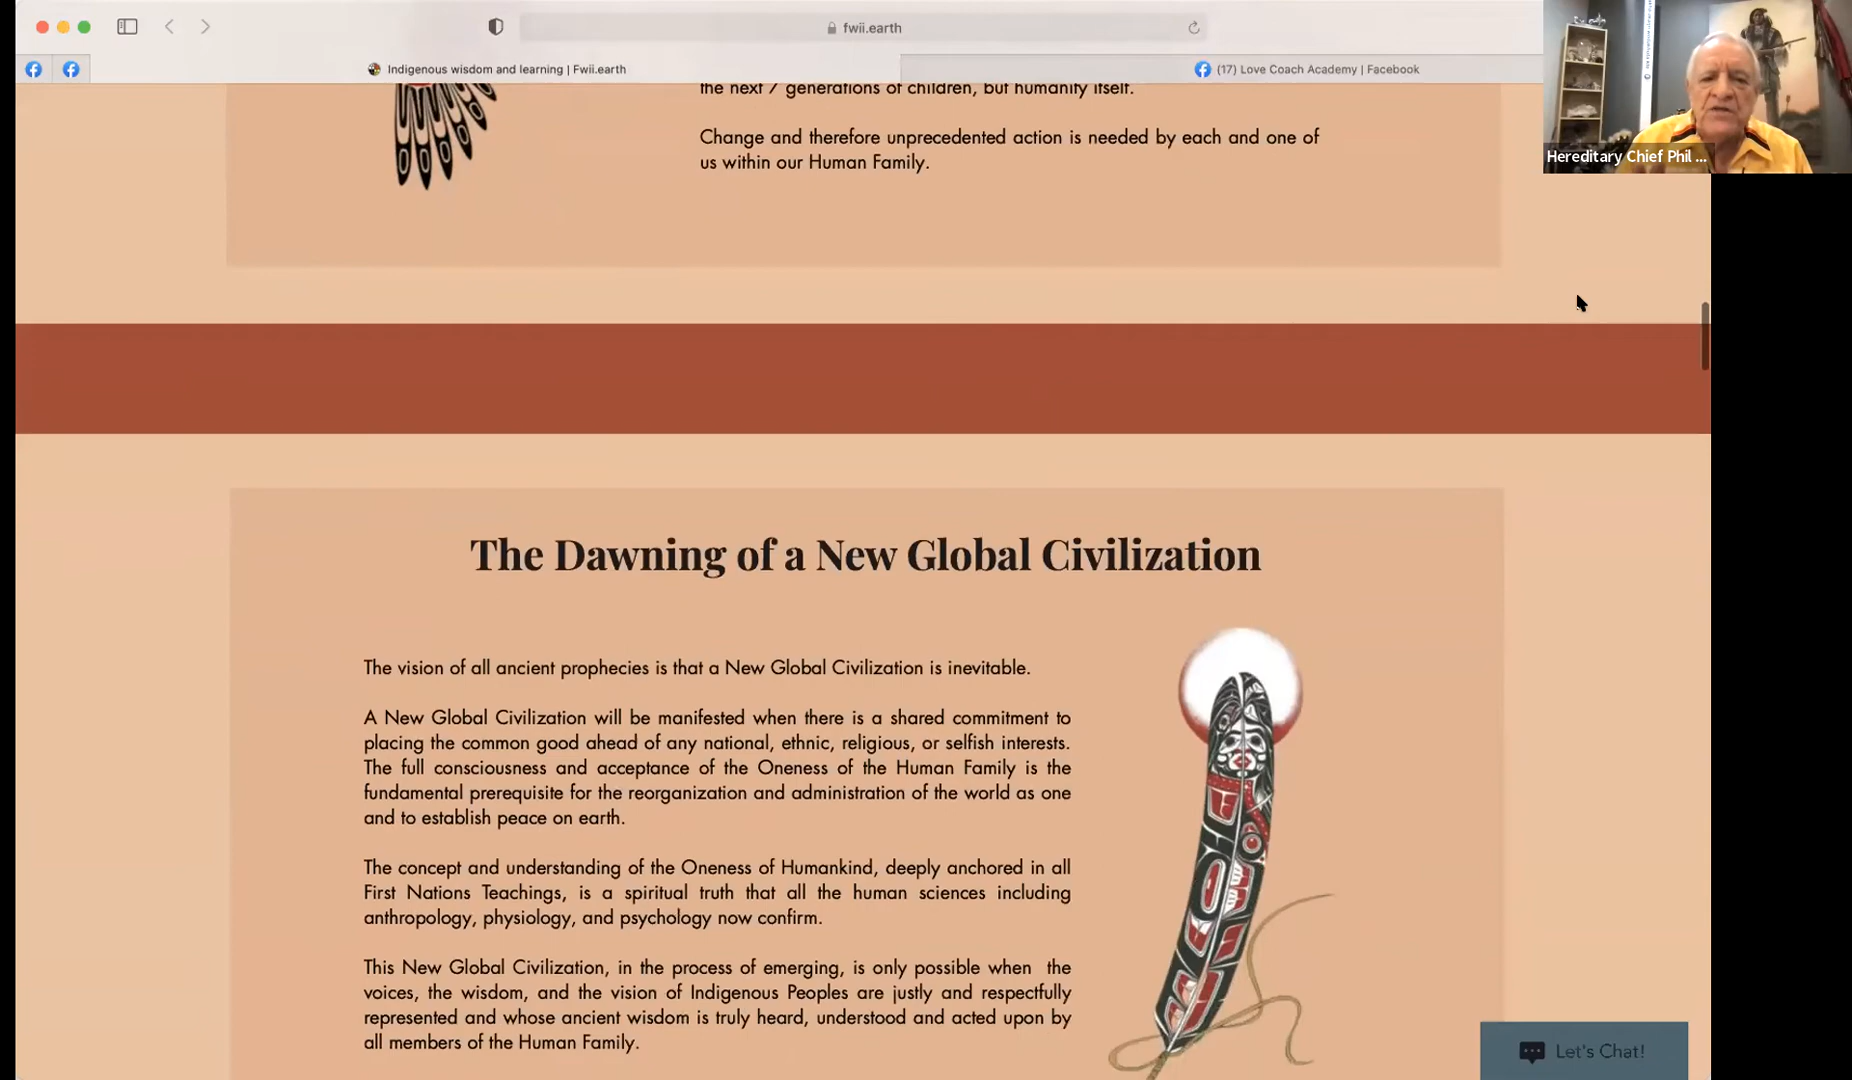 fwii.earth
Indigenous wisdom and learning | Fwii.earth
(17) Love Coach Academy | Facebook
Hereditary Chief Phil ...
the next 7 generations of children, but humanity itself.
Change and therefore unprecedented action is needed by each and one of
us within our Human Family.
The Dawning of a New Global Civilization
The vision of all ancient prophecies is that a New Global Civilization is inevitable.
A New Global Civilization will be manifested when there is a shared commitment to
placing the common good ahead of any national, ethnic, religious, or selfish interests.
The full consciousness and acceptance of the Oneness of the Human Family is the
fundamental prerequisite for the reorganization and administration of the world as one
and to establish peace on earth.
The concept and understanding of the Oneness of Humankind, deeply anchored in all
First Nations Teachings, is a spiritual truth that all the human sciences including
anthropology, physiology, and psychology now confirm.
This New Global Civilization, in the process of emerging, is only possible when the
voices, the wisdom, and the vision of Indigenous Peoples are justly and respectfully
represented and whose ancient wisdom is truly heard, understood and acted upon by
all members of the Human Family.
Let's Chat!